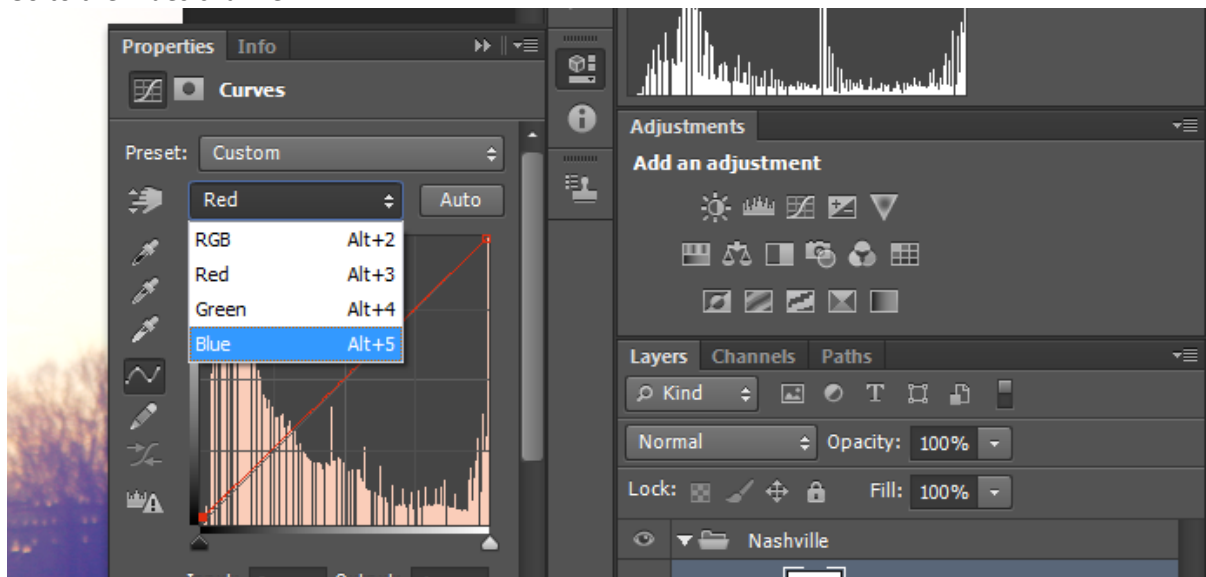 Properties Info
Curves
Preset: Custom
Red Auto
RGB Alt+2
Red Alt+3
Green Alt+4
Blue Alt+5
Adjustments
Add an adjustment
Layers Channels Paths
Kind
Normal Opacity: 100%
Lock: Fill: 100%
Nashville